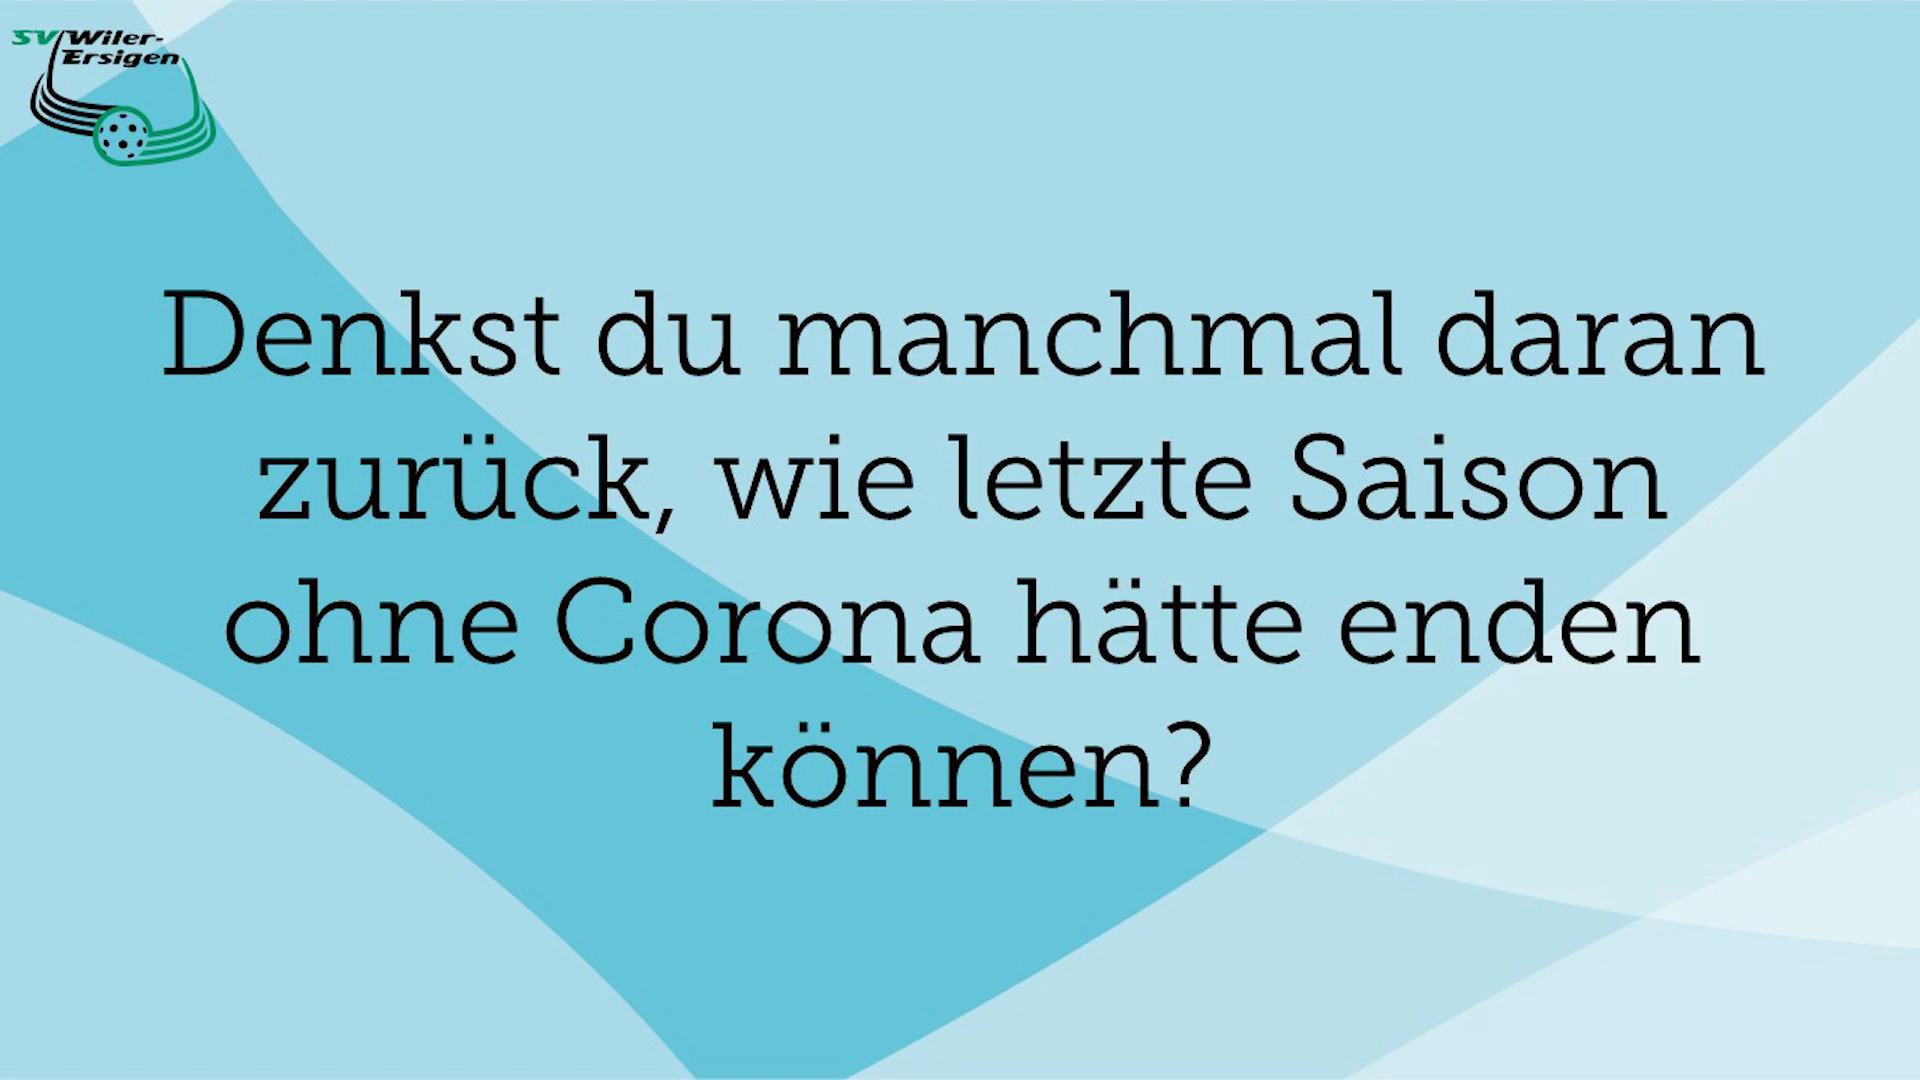 SV Wiler-
Ersigen
Denkst du manchmal daran
zurück, wie letzte Saison
ohne Corona hätte enden
können?